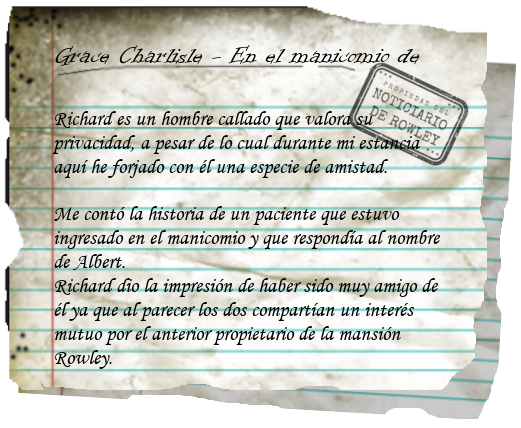 Grace Charlisle - En el manicomio de
PROPIEDAD DEL
NOTICIARIO
DE ROWLEY
Richard es un hombre callado que valora su
privacidad, a pesar de lo cual durante mi estancia
aquí he forjado con él una especie de amistad.
Me contó la historia de un paciente que estuvo
ingresado en el manicomio y que respondía al nombre
de Albert.
Richard dio la impresión de haber sido muy amigo de
él ya que al parecer los dos compartían un interés
mutuo por el anterior propietario de la mansión
Rowley.